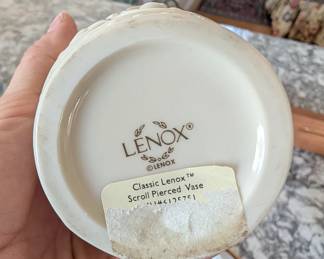 LENOX®
©LENOX
Classic Lenox™
Scroll Pierced Vase